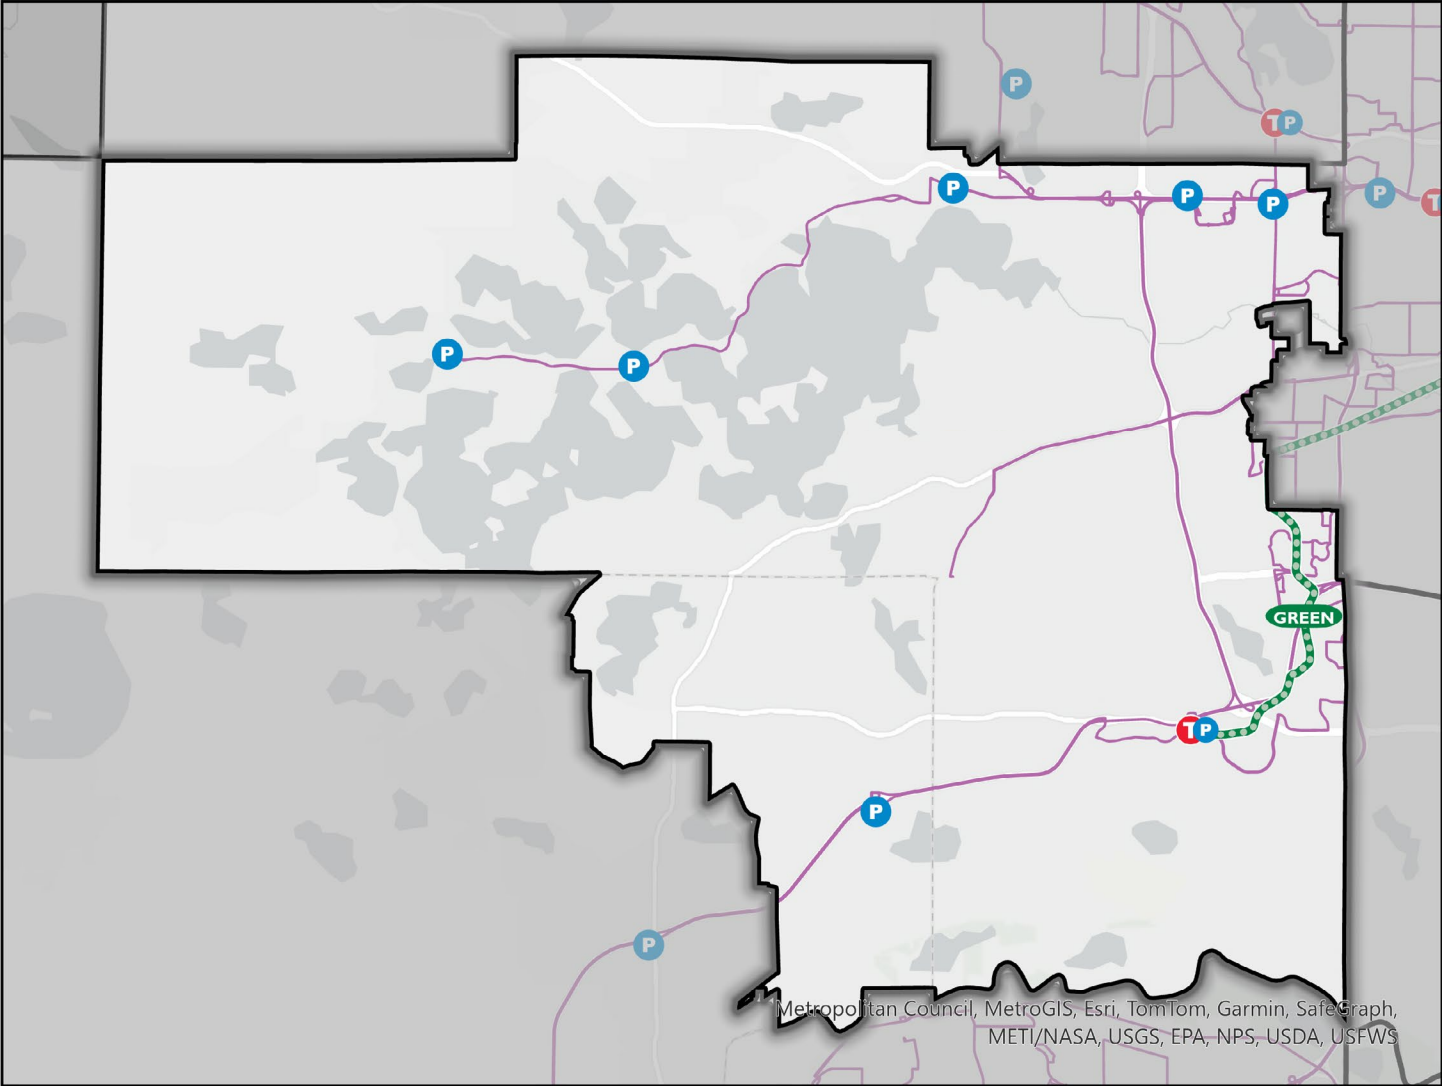 P
T P
P
T
P
P
P
P
P
GREEN
T P
P
P
Metropolitan Council, MetroGIS, Esri, TomTom, Garmin, SafeGraph,
METI/NASA, USGS, EPA, NPS, USDA, USFWS